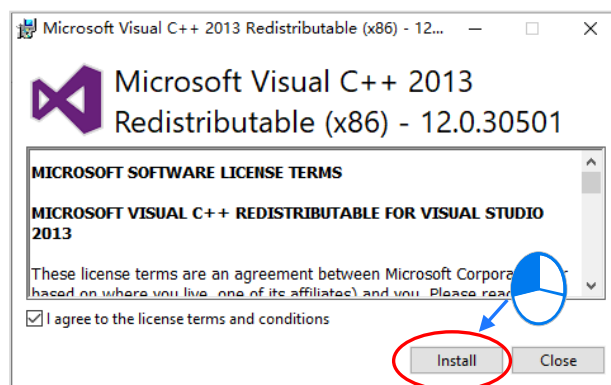 Microsoft Visual C++ 2013 Redistributable (x86) - 12...
Microsoft Visual C++ 2013
Redistributable (x86) - 12.0.30501
MICROSOFT SOFTWARE LICENSE TERMS
MICROSOFT VISUAL C++ REDISTRIBUTABLE FOR VISUAL STUDIO
2013
These license terms are an agreement between Microsoft
based on where you live, one of its affiliates) and you. Please
I agree to the license terms and conditions
Install
Close